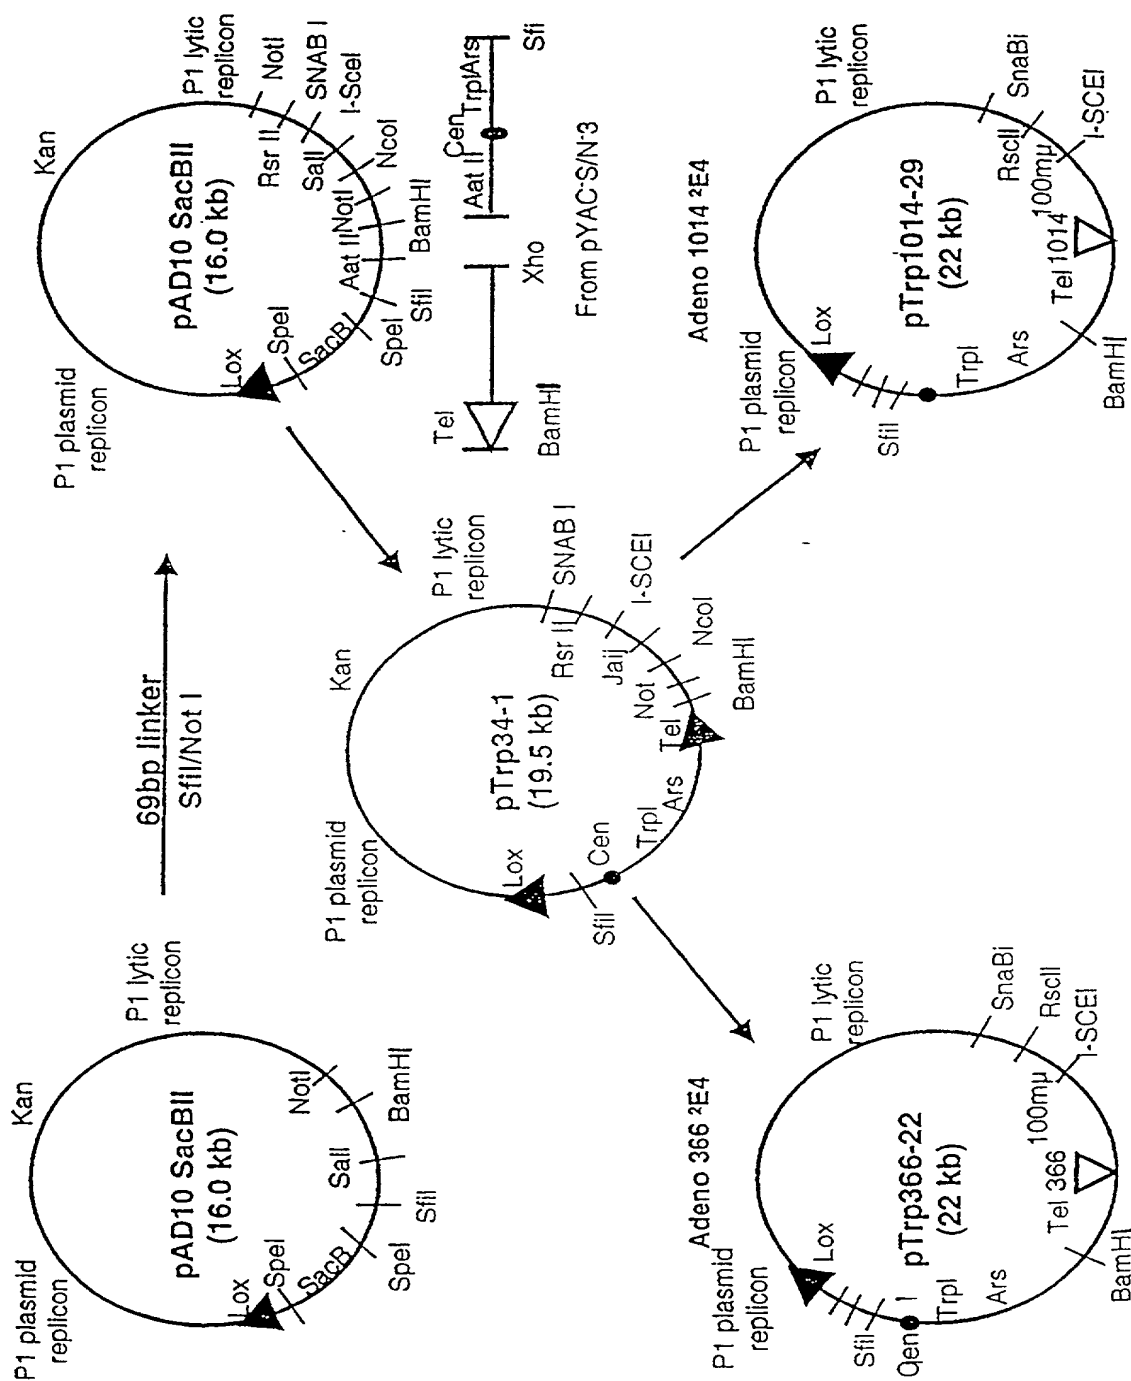 P1 plasmid
replicon
Kan
P1 lytic
replicon
pAD10 SacBII
(16.0 kb)
Lox
SpeI
SacB
SpeI
SfiI
SalI
BamHI
NotI
69bp linker
SfiI/Not I
P1 plasmid
replicon
Kan
P1 lytic
replicon
pAD10 SacBII
(16.0 kb)
Lox
SpeI
SacBI
SpeI
SfiI
Aat II
BamHI
NotI
NcoI
SalI
I-SceI
Rsr II
SNAB I
NotI
Tel
BamHI
Xho
Aat II
Cen
TrpIArs
Sfi
From pYAC·S/N·3
P1 plasmid
replicon
Kan
P1 lytic
replicon
pTrp34-1
(19.5 kb)
Lox
SfiI
Cen
TrpI
Ars
Tel
BamHI
Not
NcoI
Jaij
I-SCEI
Rsr II
SNAB I
Adeno 366 ²E4
P1 plasmid
replicon
P1 lytic
replicon
pTrp366-22
(22 kb)
Lox
SfiI
Qen
I
TrpI
Ars
BamHI
Tel 366
100mµ
I-SCEI
RscII
SnaBi
Adeno 1014 ²E4
P1 plasmid
replicon
P1 lytic
replicon
pTrpi014-29
(22 kb)
Lox
SfiI
TrpI
Ars
BamHI
Tel 1014
100mµ
I-SCEI
RscII
SnaBi